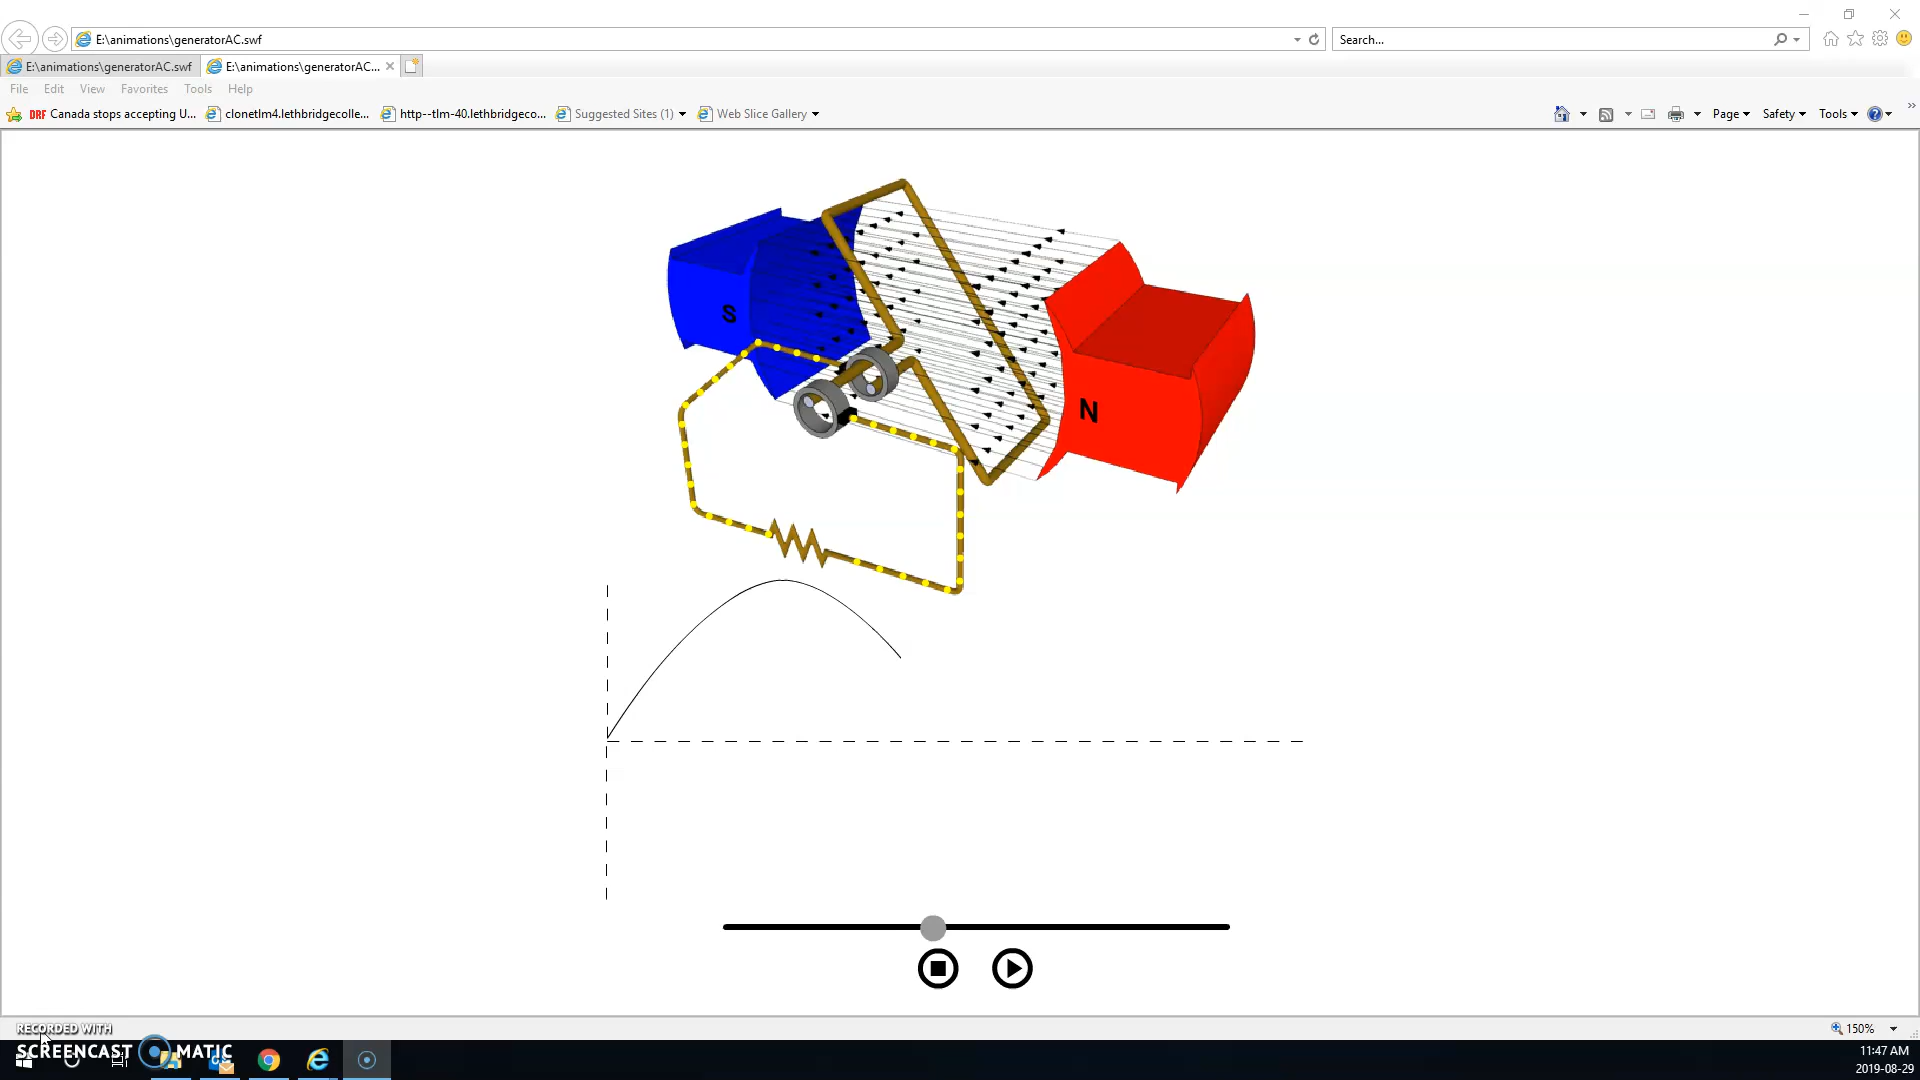 E:\animations\generatorAC.swf
Search...
E:\animations\generatorAC.swf
E:\animations\generatorAC...
File Edit View Favorites Tools Help
DRF Canada stops accepting U... clonetlm4.lethbridgecolle... http--tlm-40.lethbridgeco... Suggested Sites (1) Web Slice Gallery
Page Safety Tools
»
S
N
150%
RECORDED WITH
SCREENCAST MATIC
11:47 AM
2019-08-29